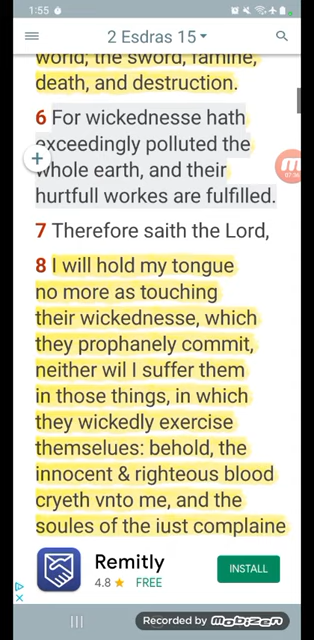 1:55
2 Esdras 15
world; the sword, famine,
death, and destruction.
6 For wickednesse hath
exceedingly polluted the
whole earth, and their
hurtfull workes are fulfilled.
7 Therefore saith the Lord,
8 I will hold my tongue
no more as touching
their wickednesse, which
they prophanely commit,
neither wil I suffer them
in those things, in which
they wickedly exercise
themselues: behold, the
innocent & righteous blood
cryeth vnto me, and the
soules of the iust complaine
Remitly
4.8 ★ FREE
INSTALL
Recorded by Mobizen